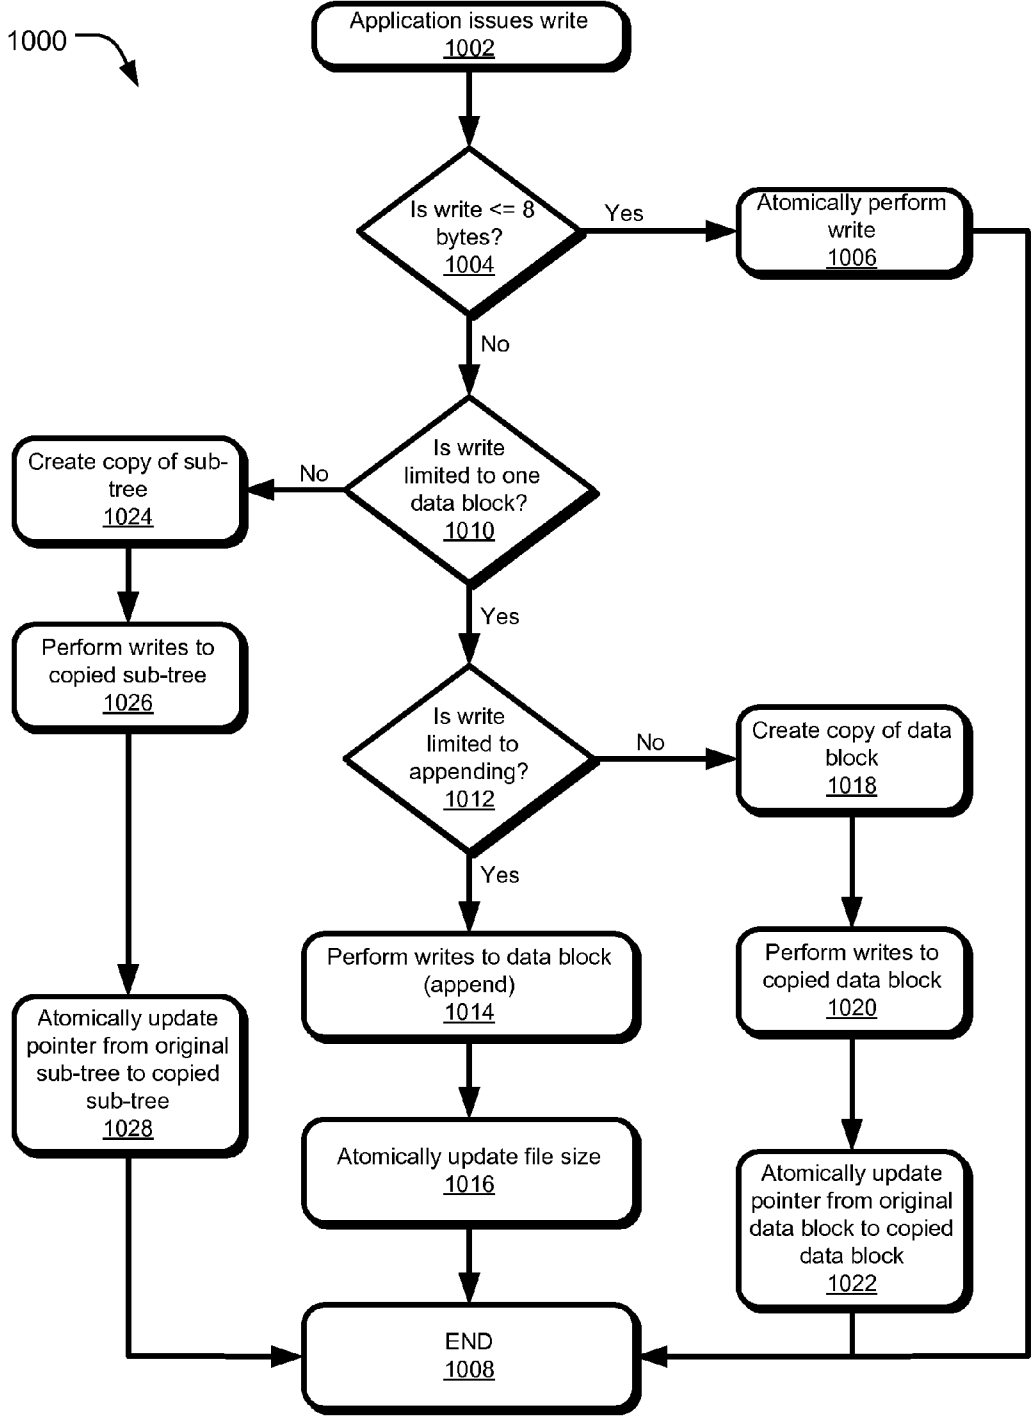 1000
Application issues write
1002
Is write <= 8
bytes?
1004
Yes
Atomically perform
write
1006
No
Is write
limited to one
data block?
1010
No
Create copy of sub-
tree
1024
Perform writes to
copied sub-tree
1026
Atomically update
pointer from original
sub-tree to copied
sub-tree
1028
Yes
Is write
limited to
appending?
1012
No
Create copy of data
block
1018
Perform writes to
copied data block
1020
Atomically update
pointer from original
data block to copied
data block
1022
Yes
Perform writes to data block
(append)
1014
Atomically update file size
1016
END
1008